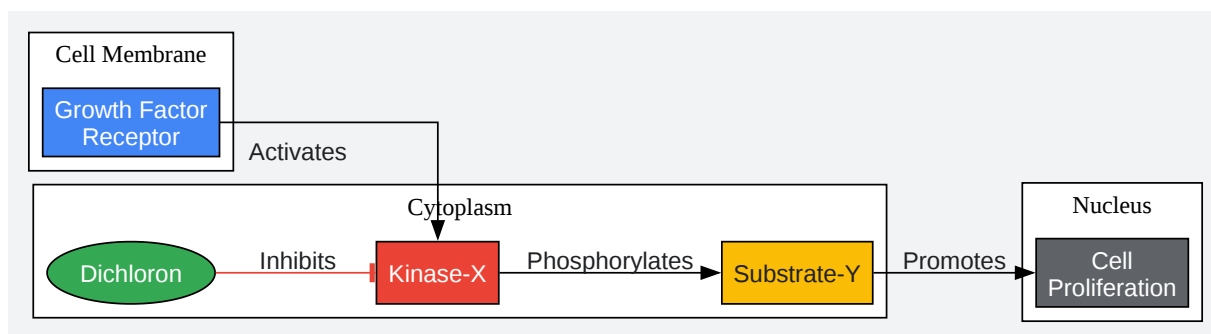 Cell Membrane
Growth Factor
Receptor
Activates
Cytoplasm
Dichloron
Inhibits
Kinase-X
Phosphorylates
Substrate-Y
Promotes
Nucleus
Cell
Proliferation